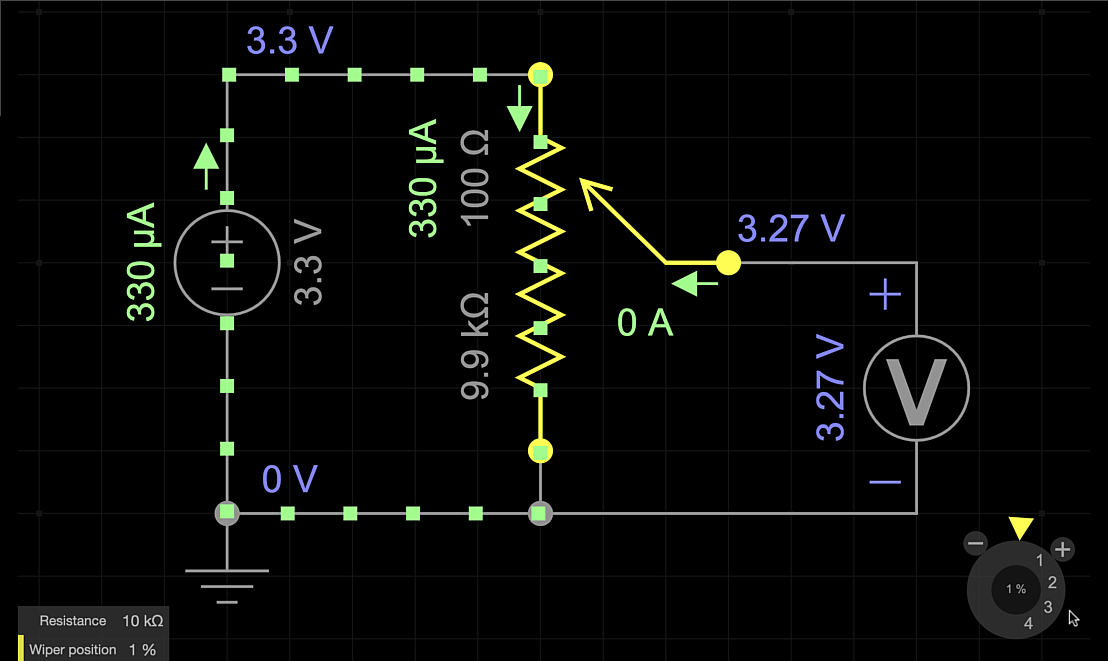 3.3 V
330 µA
100 Ω
3.27 V
330 µA
3.3 V
9.9 kΩ
0 A
+
3.27 V
V
−
0 V
− +
1
1 %
2
3
4
Resistance 10 kΩ
Wiper position 1 %